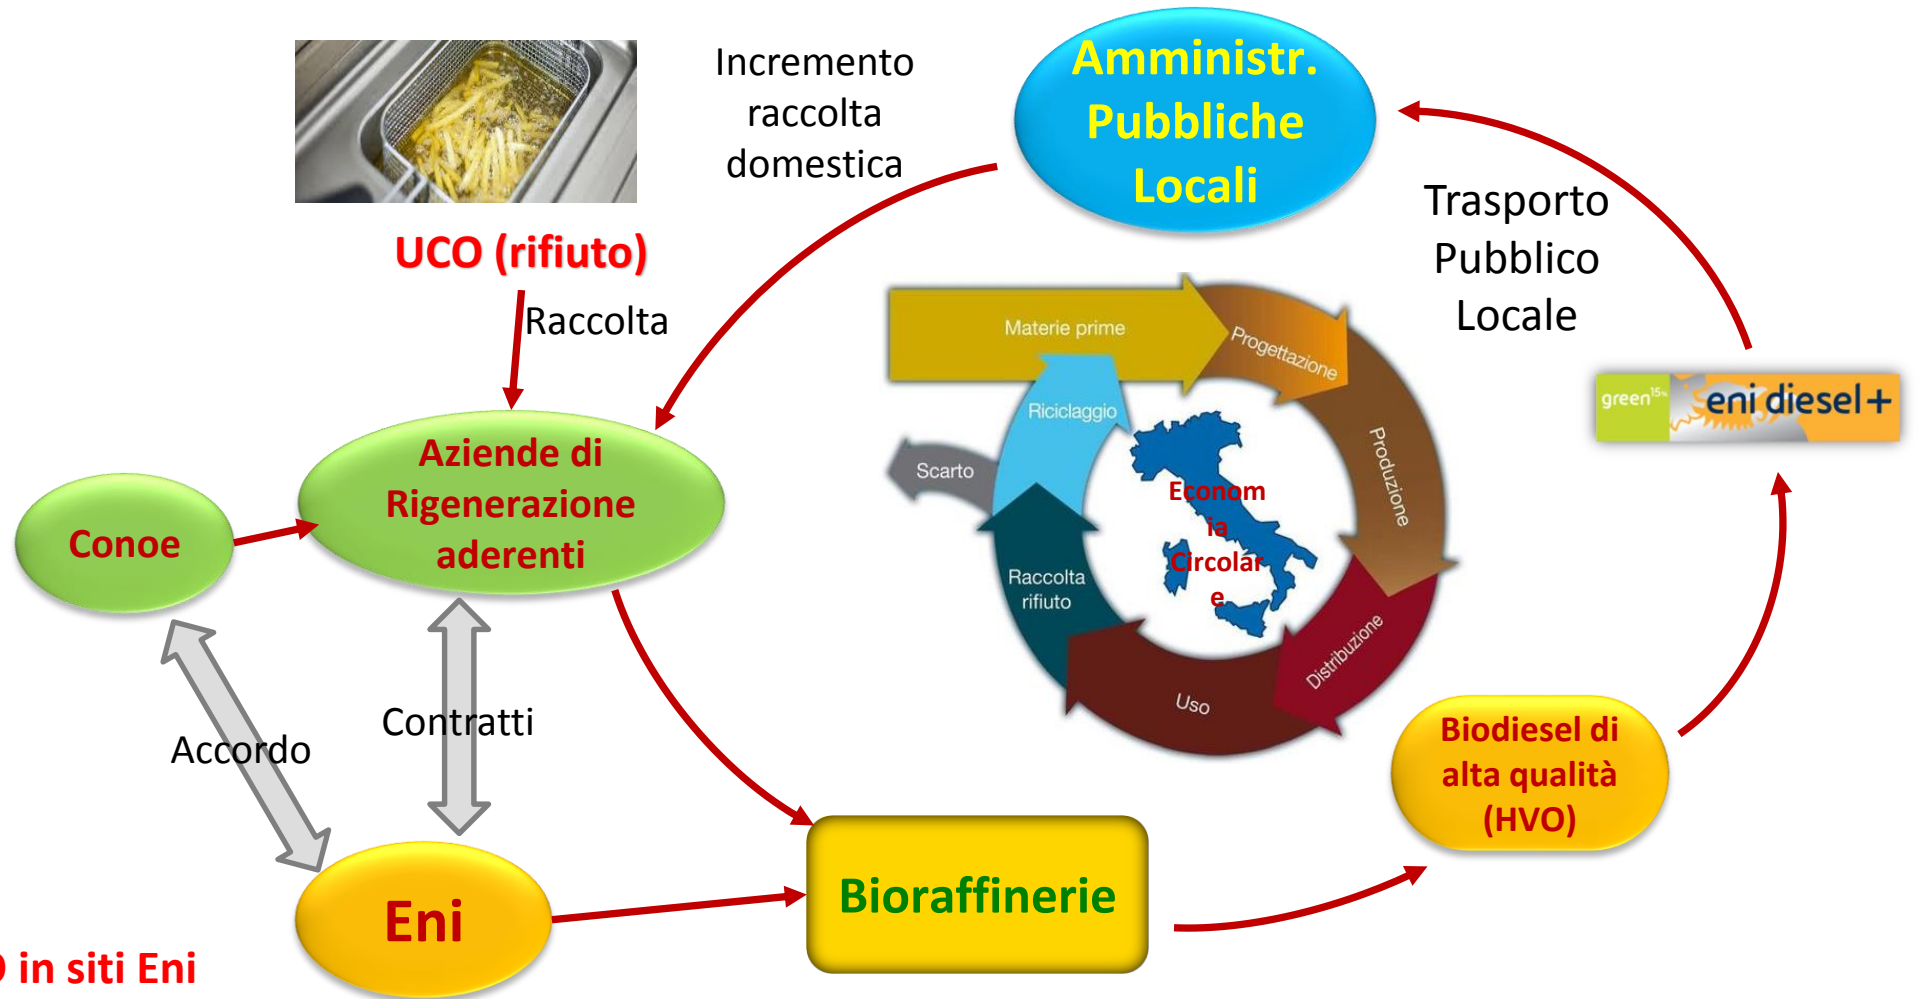 Incremento
raccolta
domestica
Amministr.
Pubbliche
Locali
Trasporto
Pubblico
Locale
UCO (rifiuto)
Raccolta
Materie prime
Progettazione
Riciclaggio
Produzione
Scarto
green 15%
eni diesel+
Aziende di
Rigenerazione
aderenti
Conoe
Econom
ia
Circolar
e
Raccolta
rifiuto
Distribuzione
Uso
Accordo
Contratti
Biodiesel di
alta qualità
(HVO)
Eni
Bioraffinerie
in siti Eni